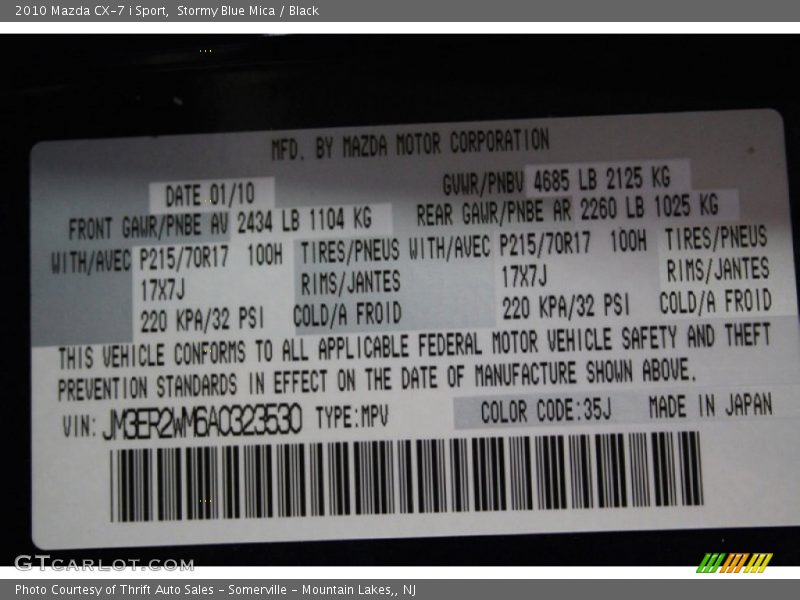 2010 Mazda CX-7 i Sport,  Stormy Blue Mica / Black
MFD. BY MAZDA MOTOR CORPORATION
DATE 01/10 GVWR/PNBV 4685 LB 2125 KG
FRONT GAWR/PNBE AV 2434 LB 1104 KG REAR GAWR/PNBE AR 2260 LB 1025 KG
WITH/AVEC P215/70R17 100H TIRES/PNEUS WITH/AVEC P215/70R17 100H TIRES/PNEUS
17X7J RIMS/JANTES 17X7J RIMS/JANTES
220 KPA/32 PSI COLD/A FROID 220 KPA/32 PSI COLD/A FROID
THIS VEHICLE CONFORMS TO ALL APPLICABLE FEDERAL MOTOR VEHICLE SAFETY AND THEFT
PREVENTION STANDARDS IN EFFECT ON THE DATE OF MANUFACTURE SHOWN ABOVE.
VIN: JM3ER2WM6A0323530 TYPE:MPV COLOR CODE:35J MADE IN JAPAN
GTCARLOT.COM
Photo Courtesy of Thrift Auto Sales - Somerville - Mountain Lakes,, NJ